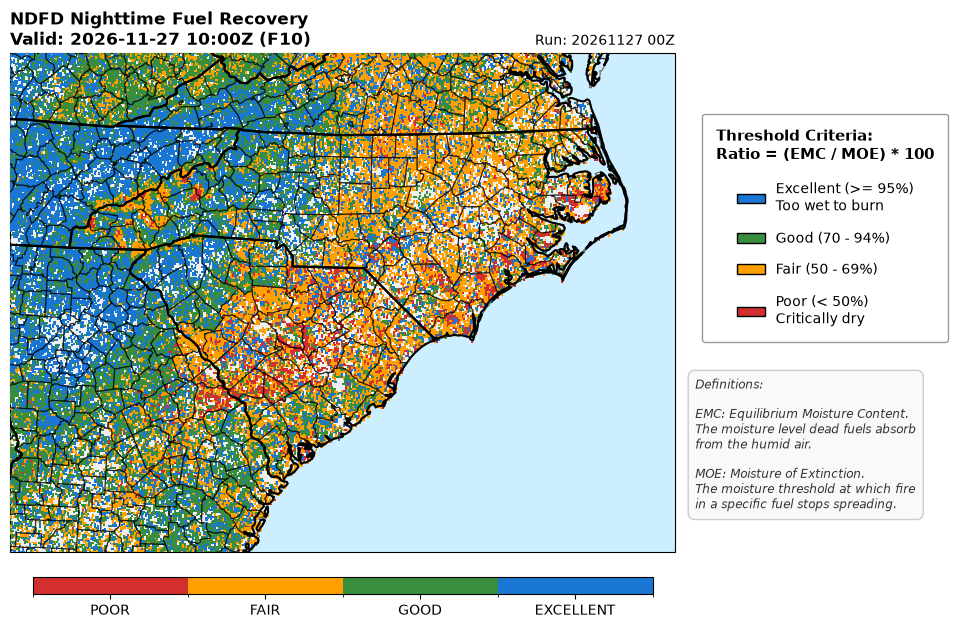 NDFD Nighttime Fuel Recovery
Valid: 2026-11-27 10:00Z (F10)
Run: 20261127 00Z
Threshold Criteria:
Ratio = (EMC / MOE) * 100
Excellent (>= 95%)
Too wet to burn
Good (70 - 94%)
Fair (50 - 69%)
Poor (< 50%)
Critically dry
Definitions:
EMC: Equilibrium Moisture Content.
The moisture level dead fuels absorb
from the humid air.
MOE: Moisture of Extinction.
The moisture threshold at which fire
in a specific fuel stops spreading.
POOR FAIR GOOD EXCELLENT